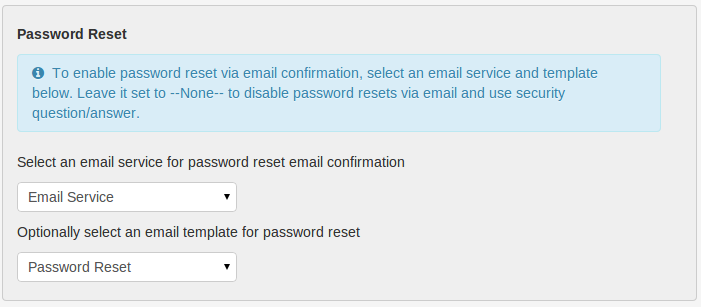 Password Reset
To enable password reset via email confirmation, select an email service and template
below. Leave it set to --None-- to disable password resets via email and use security
question/answer.
Select an email service for password reset email confirmation
Email Service
Optionally select an email template for password reset
Password Reset